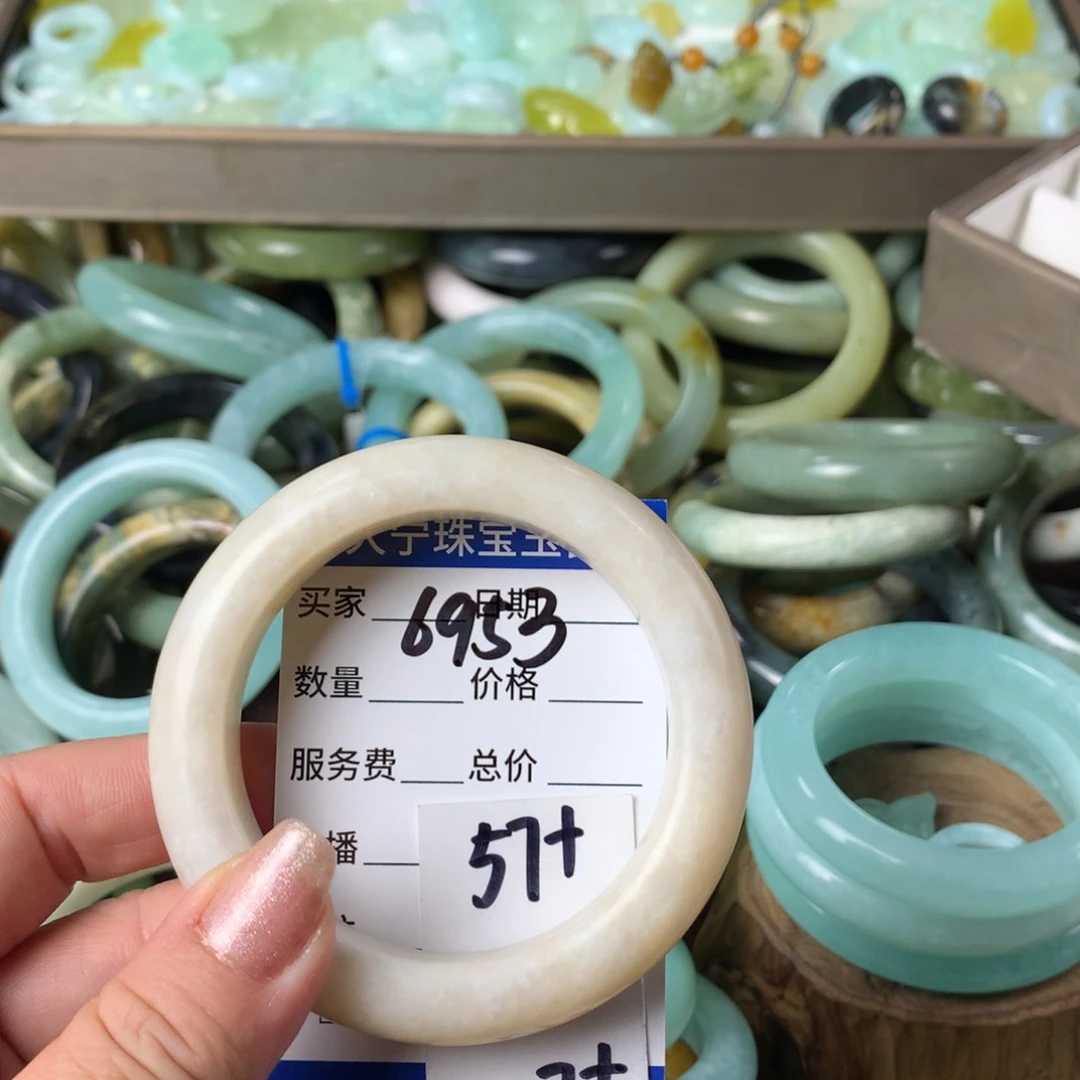 宁珠宝玉
买家 6953 日期
数量 价格
服务费 总价
播
57+